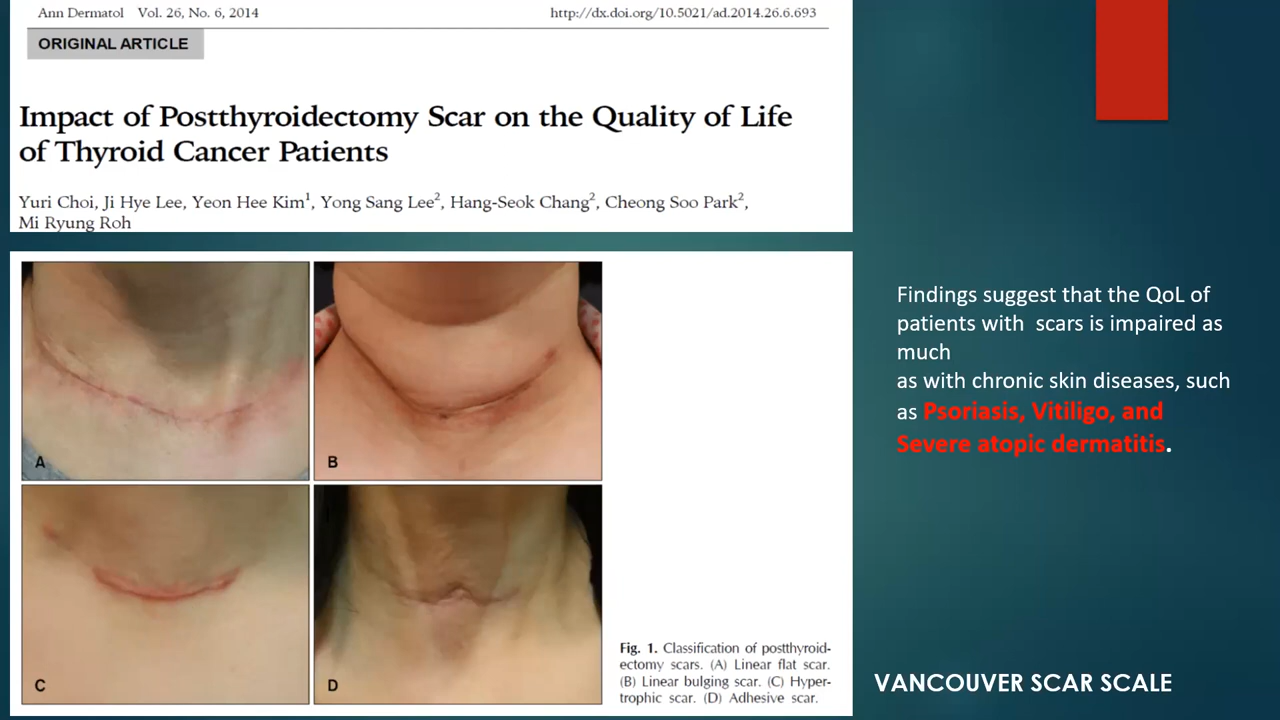 Ann Dermatol Vol. 26, No. 6, 2014
http://dx.doi.org/10.5021/ad.2014.26.6.693
ORIGINAL ARTICLE
Impact of Postthyroidectomy Scar on the Quality of Life
of Thyroid Cancer Patients
Yuri Choi, Ji Hye Lee, Yeon Hee Kim1, Yong Sang Lee2, Hang-Seok Chang2, Cheong Soo Park2,
Mi Ryung Roh
A
B
C
D
Fig. 1. Classification of postthyroid-
ectomy scars. (A) Linear flat scar.
(B) Linear bulging scar. (C) Hyper-
trophic scar. (D) Adhesive scar.
Findings suggest that the QoL of
patients with scars is impaired as
much
as with chronic skin diseases, such
as Psoriasis, Vitiligo, and
Severe atopic dermatitis.
VANCOUVER SCAR SCALE